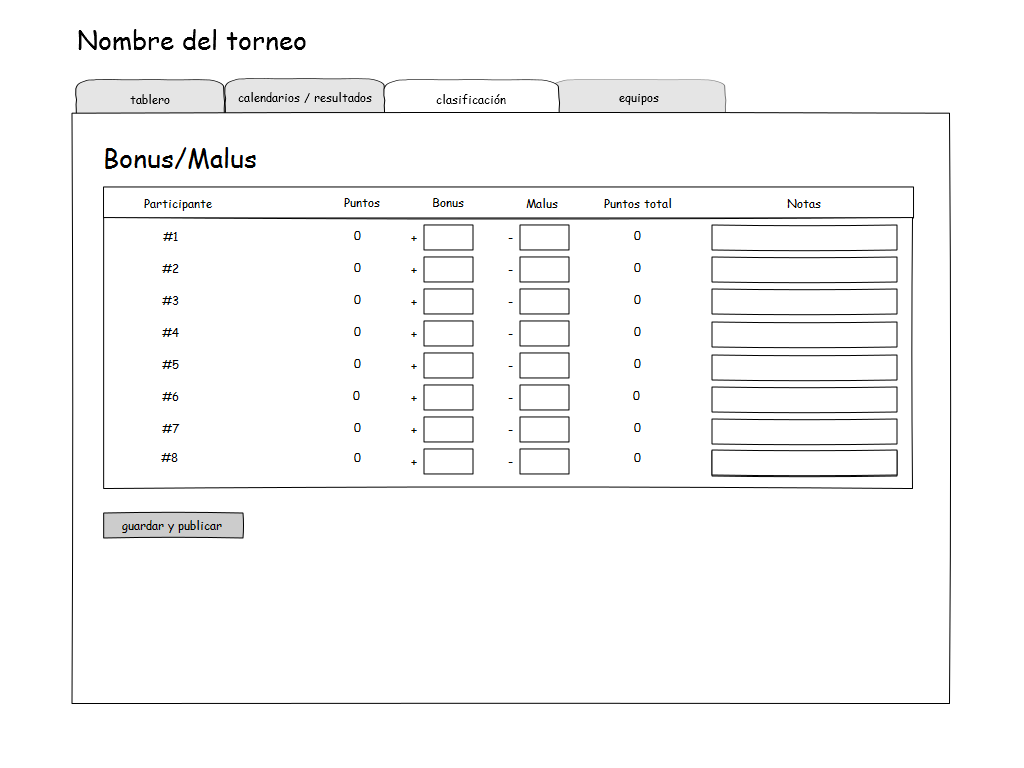 Nombre del torneo
tablero calendarios / resultados clasificación equipos
Bonus/Malus
Participante Puntos Bonus Malus Puntos total Notas
#1 0 + - 0
#2 0 + - 0
#3 0 + - 0
#4 0 + - 0
#5 0 + - 0
#6 0 + - 0
#7 0 + - 0
#8 0 + - 0
guardar y publicar